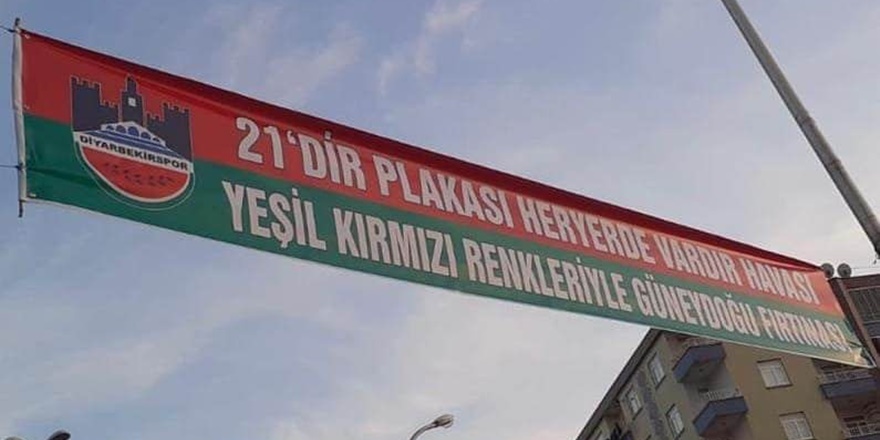 DİYARBEKİRSPOR
21'DİR PLAKASI HERYERDE VARDIR HAVASI
YEŞİL KIRMIZI RENKLERİYLE GÜNEYDOĞU FIRTINASI